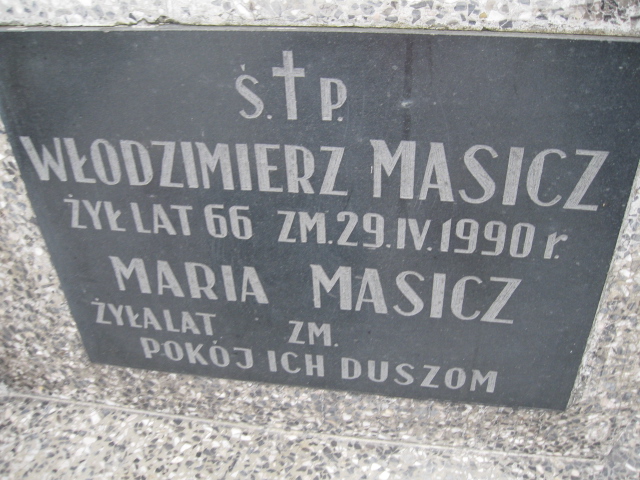 Ś. P.
WŁODZIMIERZ MASICZ
ŻYŁ LAT 66 ZM. 29.IV.1990 r.
MARIA MASICZ
ŻYŁA LAT ZM.
POKÓJ ICH DUSZOM